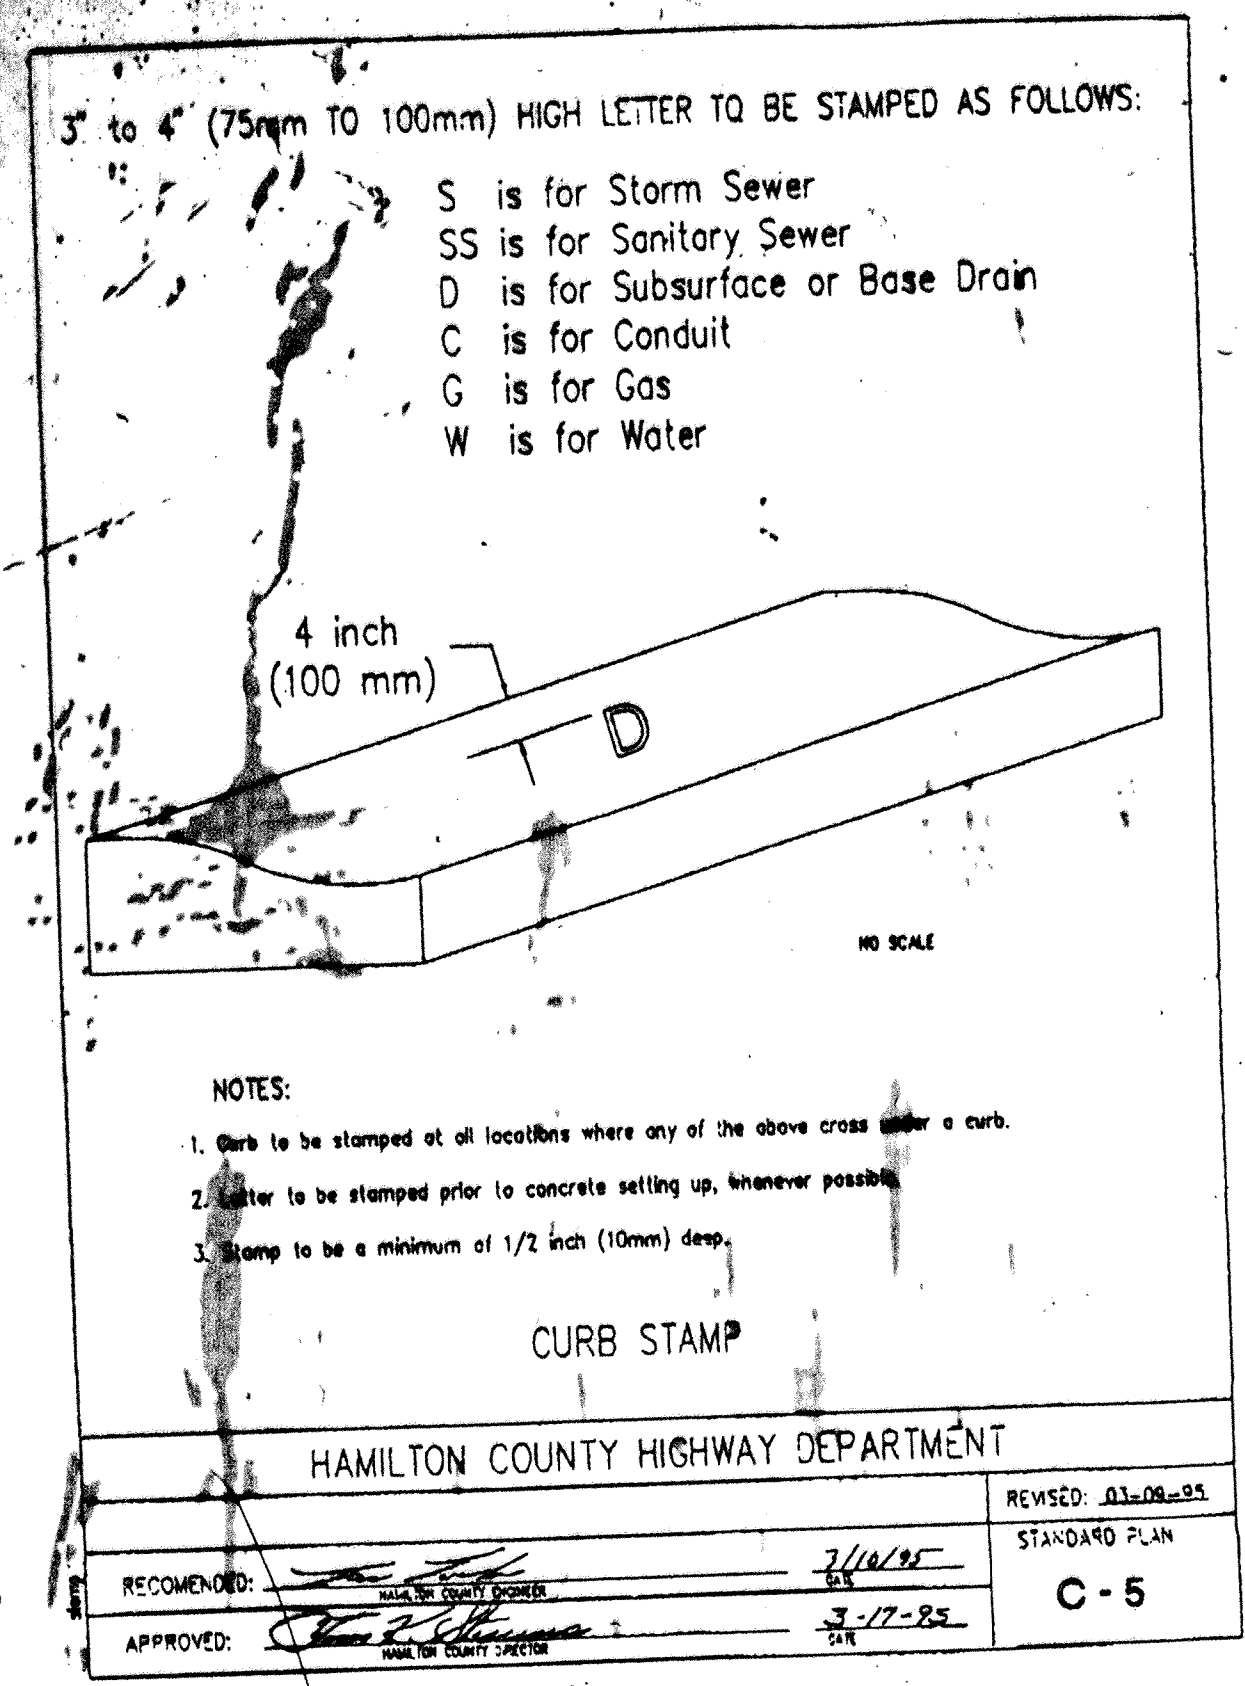 3" to 4" (75mm TO 100mm) HIGH LETTER TO BE STAMPED AS FOLLOWS:
S is for Storm Sewer
SS is for Sanitary Sewer
D is for Subsurface or Base Drain
C is for Conduit
G is for Gas
W is for Water
4 inch
(100 mm)
D
NO SCALE
NOTES:
1. Curb to be stamped at all locations where any of the above cross under a curb.
2. Letter to be stamped prior to concrete setting up, whenever possible.
3. Stamp to be a minimum of 1/2 inch (10mm) deep.
CURB STAMP
HAMILTON COUNTY HIGHWAY DEPARTMENT
REVISED: 03-09-95
STANDARD PLAN
C - 5
RECOMENDED:
HAMILTON COUNTY ENGINEER
3/10/95
DATE
APPROVED:
HAMILTON COUNTY DIRECTOR
3-17-95
DATE
stamp